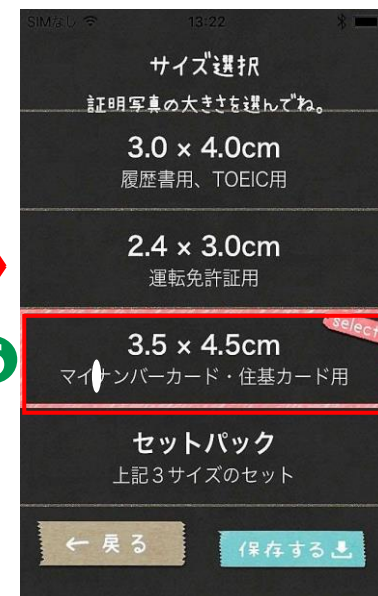 SIMなし 13:22
サイズ選択
証明写真の大きさを選んでね。
3.0 × 4.0cm
履歴書用、TOEIC用
2.4 × 3.0cm
運転免許証用
select
3.5 × 4.5cm
マイナンバーカード・住基カード用
セットパック
上記3サイズのセット
← 戻る
保存する